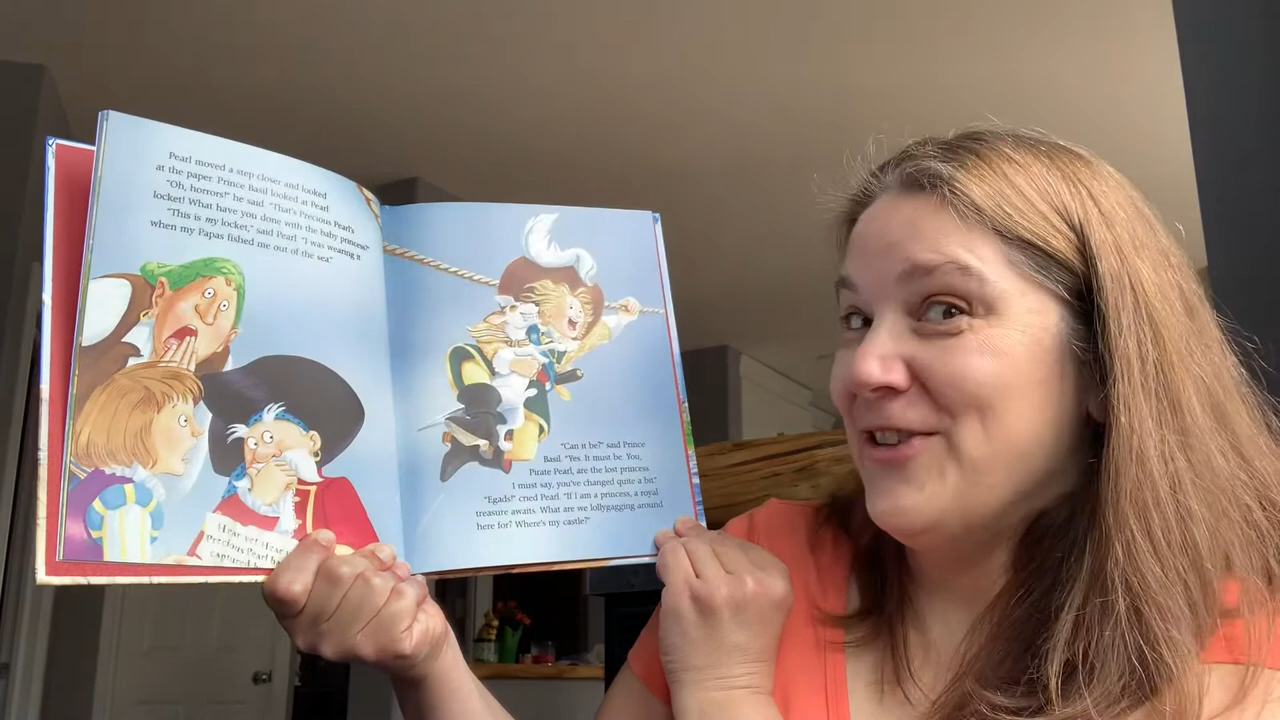 Pearl moved a step closer and looked
at the paper. Prince Basil looked at Pearl.
"Oh, horrors!" he said. "That's Precious Pearl's
locket! What have you done with the baby princess?"
"This is my locket," said Pearl. "I was wearing it
when my Papas fished me out of the sea."
Hear ye! Hear
Precious Pearl
captured
"Can it be?" said Prince
Basil. "Yes. It must be. You,
Pirate Pearl, are the lost princess.
I must say, you've changed quite a bit."
"Egads!" cried Pearl. "If I am a princess, a royal
treasure awaits. What are we lollygagging around
here for? Where's my castle?"